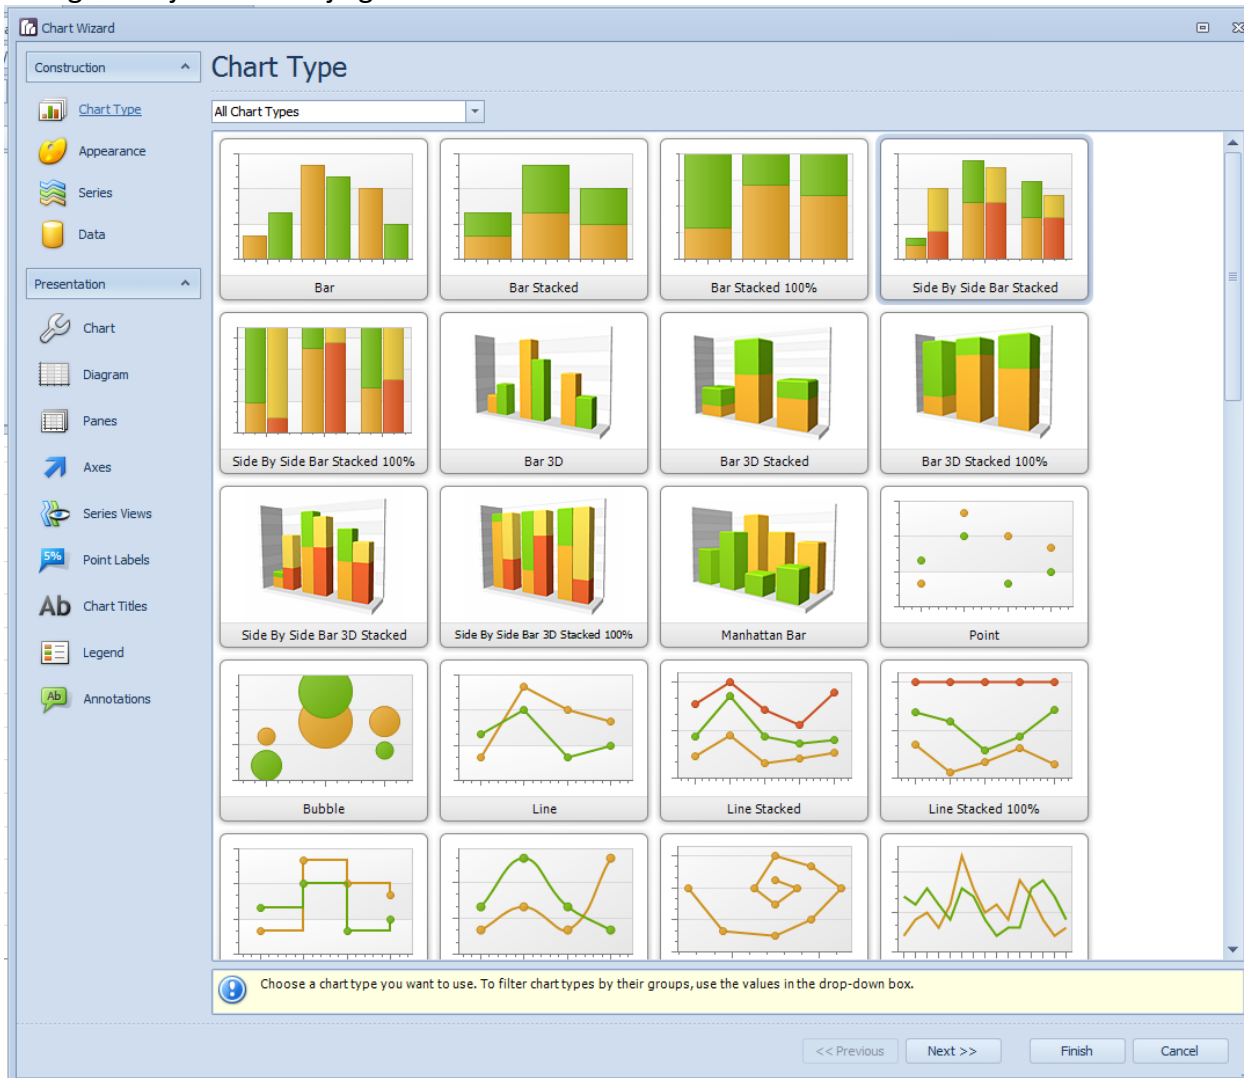 Chart Wizard
Construction
Chart Type
Appearance
Series
Data
Presentation
Chart
Diagram
Panes
Axes
Series Views
5%
Point Labels
Ab
Chart Titles
Legend
Ab
Annotations
Chart Type
All Chart Types
Bar
Bar Stacked
Bar Stacked 100%
Side By Side Bar Stacked
Side By Side Bar Stacked 100%
Bar 3D
Bar 3D Stacked
Bar 3D Stacked 100%
Side By Side Bar 3D Stacked
Side By Side Bar 3D Stacked 100%
Manhattan Bar
Point
Bubble
Line
Line Stacked
Line Stacked 100%
Choose a chart type you want to use. To filter chart types by their groups, use the values in the drop-down box.
<< Previous
Next >>
Finish
Cancel